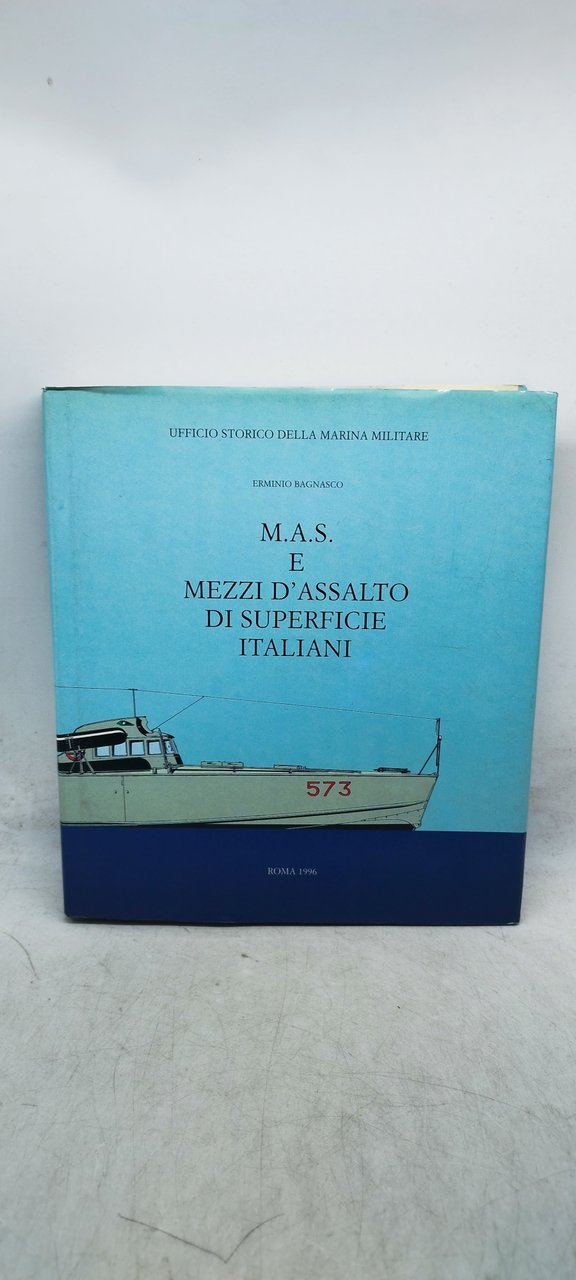 UFFICIO STORICO DELLA MARINA MILITARE
ERMINIO BAGNASCO
M.A.S.
E
MEZZI D'ASSALTO
DI SUPERFICIE
ITALIANI
573
ROMA 1996